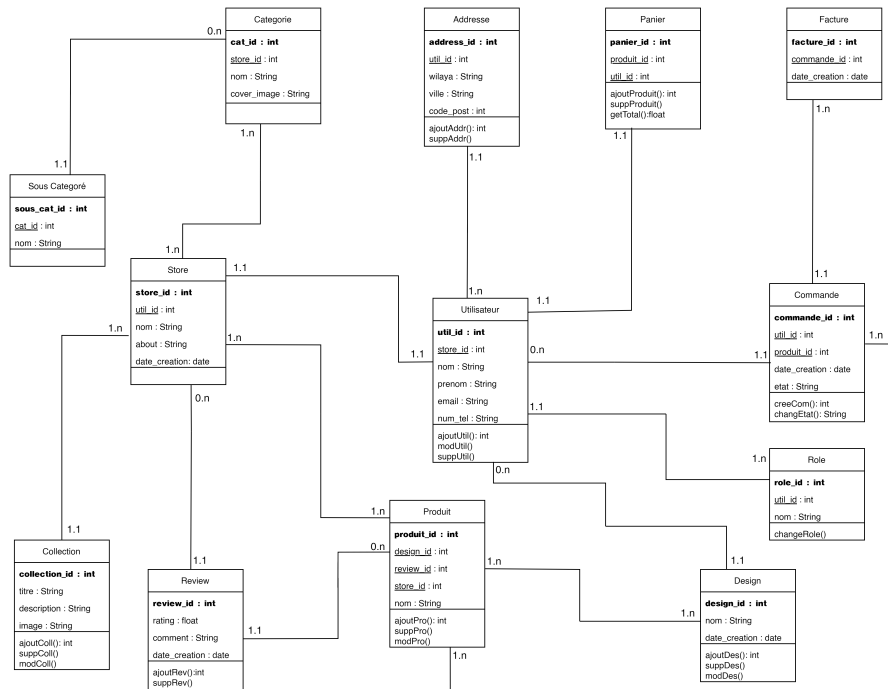 Categorie
cat_id : int
store_id : int
nom : String
cover_image : String
Addresse
address_id : int
util_id : int
wilaya : String
ville : String
code_post : int
ajoutAddr(): int
suppAddr()
Panier
panier_id : int
produit_id : int
util_id : int
ajoutProduit(): int
suppProduit()
getTotal():float
Facture
facture_id : int
commande_id : int
date_creation : date
0.n
1.n
1.1
1.1
1.n
1.1
Sous Categoré
sous_cat_id : int
cat_id : int
nom : String
1.n
1.1
1.n
1.1
1.1
Store
store_id : int
util_id : int
nom : String
about : String
date_creation: date
Utilisateur
util_id : int
store_id : int
nom : String
prenom : String
email : String
num_tel : String
ajoutUtil(): int
modUtil()
suppUtil()
Commande
commande_id : int
util_id : int
produit_id : int
date_creation : date
etat : String
creeCom(): int
changEtat(): String
1.n
1.n
1.1
0.n
1.1
1.n
0.n
1.1
1.n
0.n
Role
role_id : int
util_id : int
nom : String
changeRole()
Produit
produit_id : int
design_id : int
review_id : int
store_id : int
nom : String
ajoutPro(): int
suppPro()
modPro()
1.n
0.n
1.n
1.1
1.1
1.1
1.n
1.1
1.n
Collection
collection_id : int
titre : String
description : String
image : String
ajoutColl(): int
suppColl()
modColl()
Review
review_id : int
rating : float
comment : String
date_creation : date
ajoutRev():int
suppRev()
Design
design_id : int
nom : String
date_creation : date
ajoutDes(): int
suppDes()
modDes()